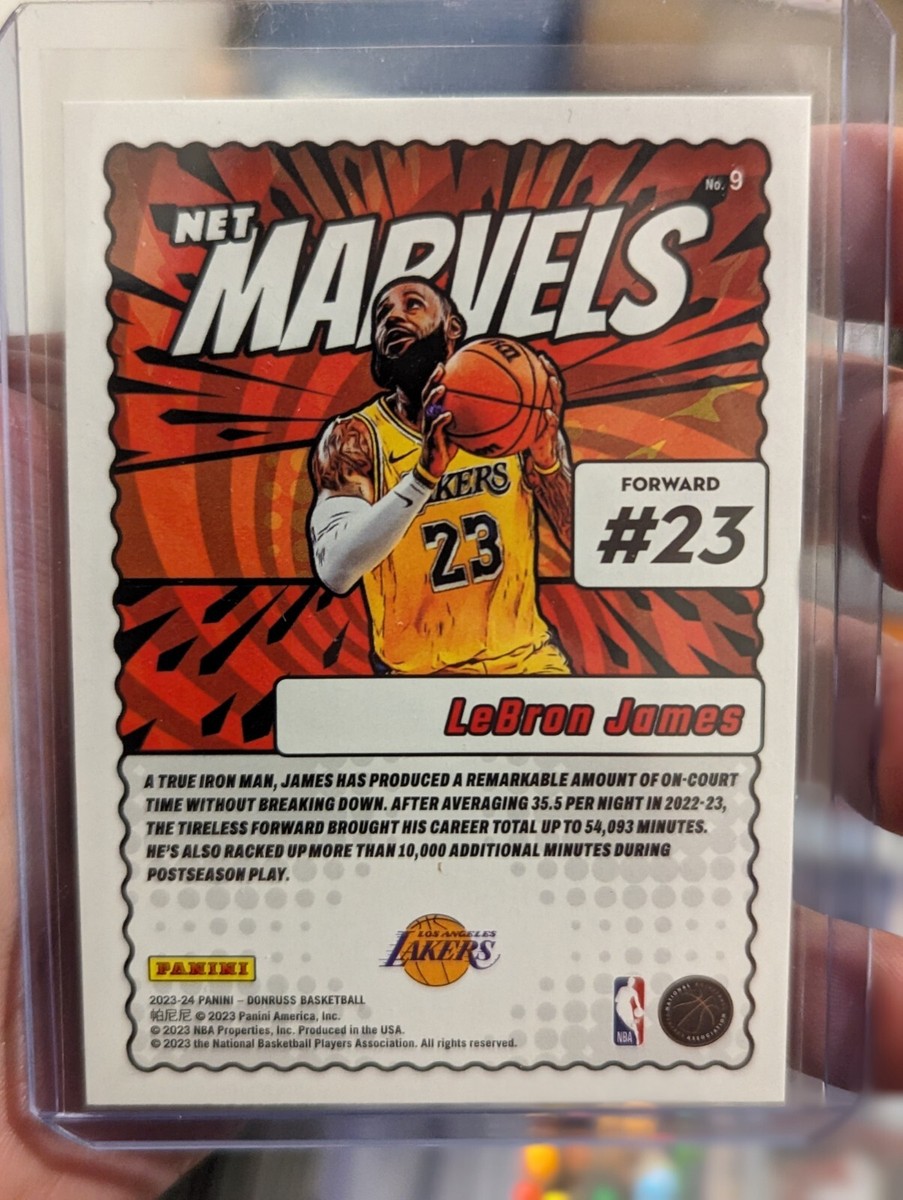 No. 9
NET
MARVELS
KERS
23
FORWARD
#23
LeBron James
A TRUE IRON MAN, JAMES HAS PRODUCED A REMARKABLE AMOUNT OF ON-COURT
TIME WITHOUT BREAKING DOWN. AFTER AVERAGING 35.5 PER NIGHT IN 2022-23,
THE TIRELESS FORWARD BROUGHT HIS CAREER TOTAL UP TO 54,093 MINUTES.
HE'S ALSO RACKED UP MORE THAN 10,000 ADDITIONAL MINUTES DURING
POSTSEASON PLAY.
LOS ANGELES
LAKERS
PANINI
2023-24 PANINI – DONRUSS BASKETBALL
帕尼尼 © 2023 Panini America, Inc.
© 2023 NBA Properties, Inc. Produced in the USA.
© 2023 the National Basketball Players Association. All rights reserved.
NBA